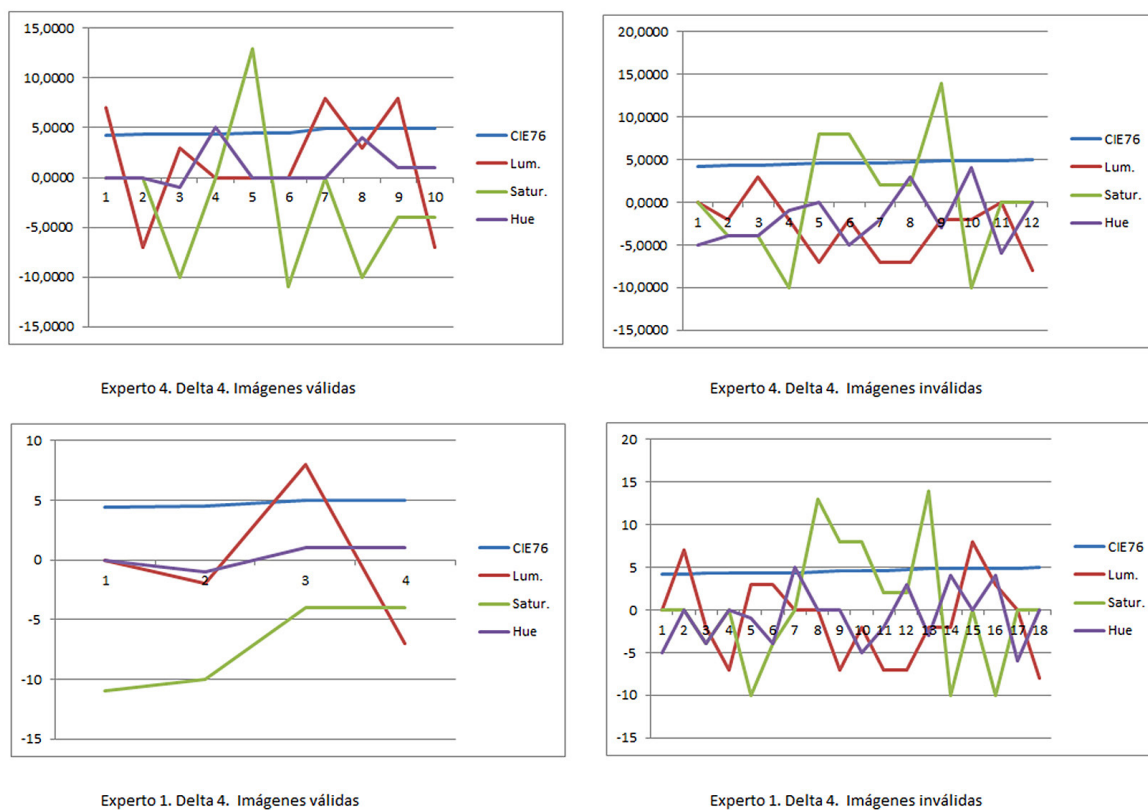 15,0000
10,0000
5,0000
0,0000
-5,0000
-10,0000
-15,0000
1 2 3 4 5 6 7 8 9 10
CIE76
Lum.
Satur.
Hue
Experto 4. Delta 4. Imágenes válidas
20,0000
15,0000
10,0000
5,0000
0,0000
-5,0000
-10,0000
-15,0000
1 2 3 4 5 6 7 8 9 10 11 12
CIE76
Lum.
Satur.
Hue
Experto 4. Delta 4. Imágenes inválidas
10
5
0
-5
-10
-15
1 2 3 4
CIE76
Lum.
Satur.
Hue
Experto 1. Delta 4. Imágenes válidas
20
15
10
5
0
-5
-10
-15
1 2 3 4 5 6 7 8 9 10 11 12 13 14 15 16 17 18
CIE76
Lum.
Satur.
Hue
Experto 1. Delta 4. Imágenes inválidas